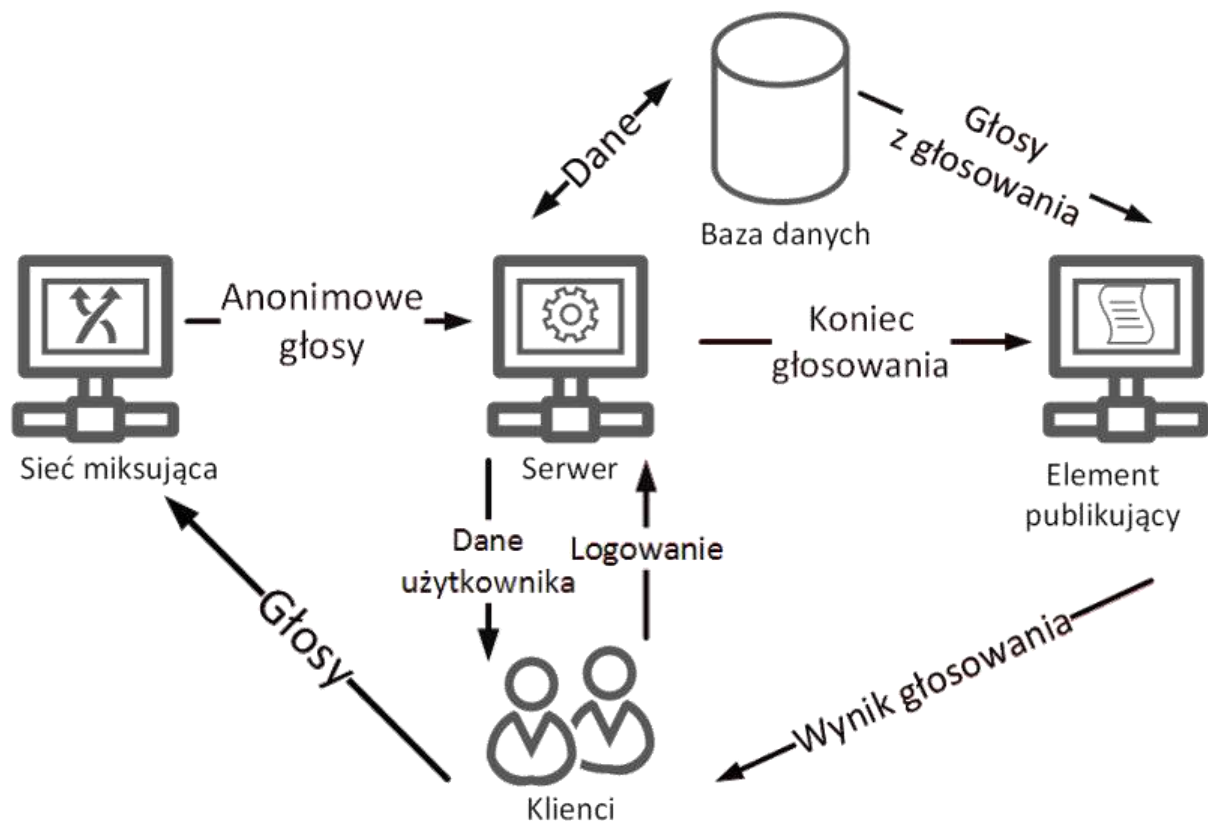 Dane
Głosy
z głosowania
Baza danych
Anonimowe
głosy
Koniec
głosowania
Sieć miksująca
Serwer
Element
publikujący
Dane
użytkownika
Logowanie
Głosy
Wynik głosowania
Klienci